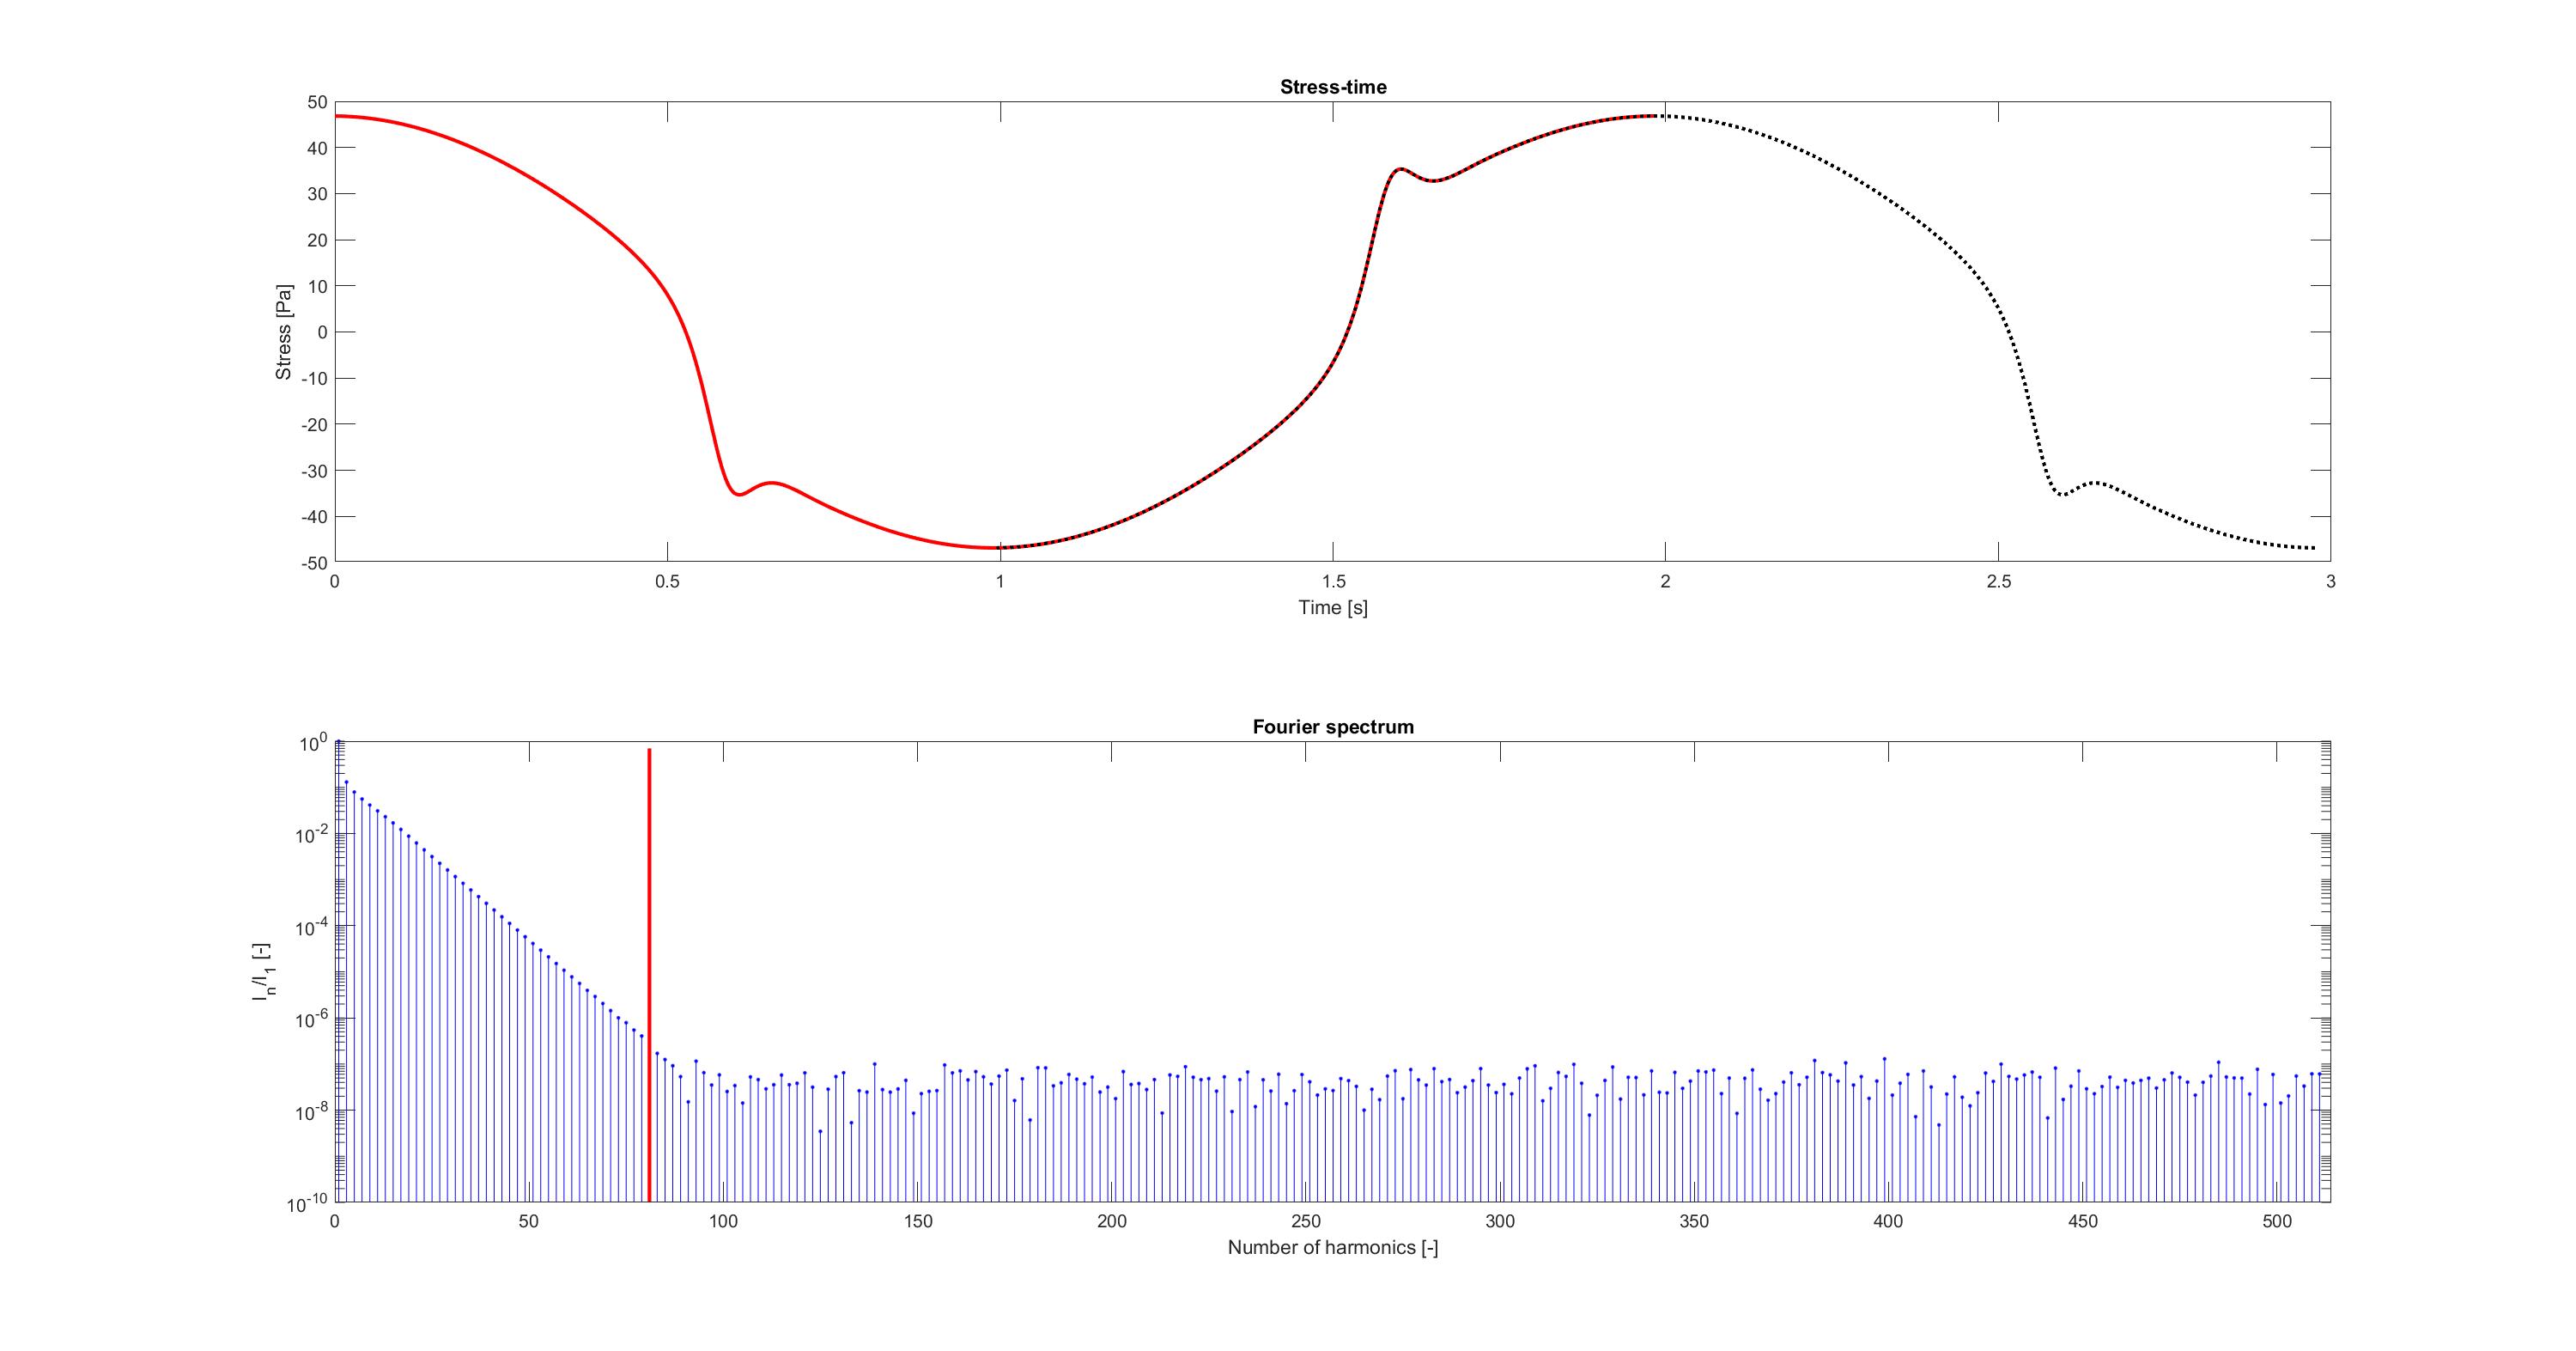 Stress-time
50
40
30
20
10
0
-10
-20
-30
-40
-50
Stress [Pa]
0 0.5 1 1.5 2 2.5 3
Time [s]
Fourier spectrum
10^0
10^-2
10^-4
10^-6
10^-8
10^-10
I_n/I_1 [-]
0 50 100 150 200 250 300 350 400 450 500
Number of harmonics [-]